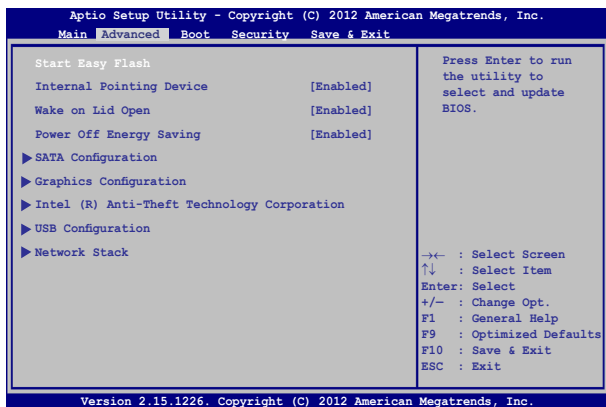 Aptio Setup Utility - Copyright (C) 2012 American Megatrends, Inc.
Main Advanced Boot Security Save & Exit
Start Easy Flash
Internal Pointing Device [Enabled]
Wake on Lid Open [Enabled]
Power Off Energy Saving [Enabled]
SATA Configuration
Graphics Configuration
Intel (R) Anti-Theft Technology Corporation
USB Configuration
Network Stack
Press Enter to run
the utility to
select and update
BIOS.
→← : Select Screen
↑↓ : Select Item
Enter: Select
+/— : Change Opt.
F1 : General Help
F9 : Optimized Defaults
F10 : Save & Exit
ESC : Exit
Version 2.15.1226. Copyright (C) 2012 American Megatrends, Inc.